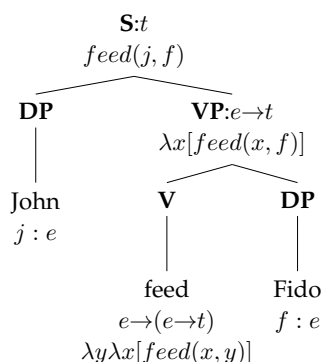 S:t
feed(j, f)
DP VP:e→t
λx[feed(x, f)]
John V DP
j : e
feed Fido
e→(e→t) f : e
λyλx[feed(x, y)]